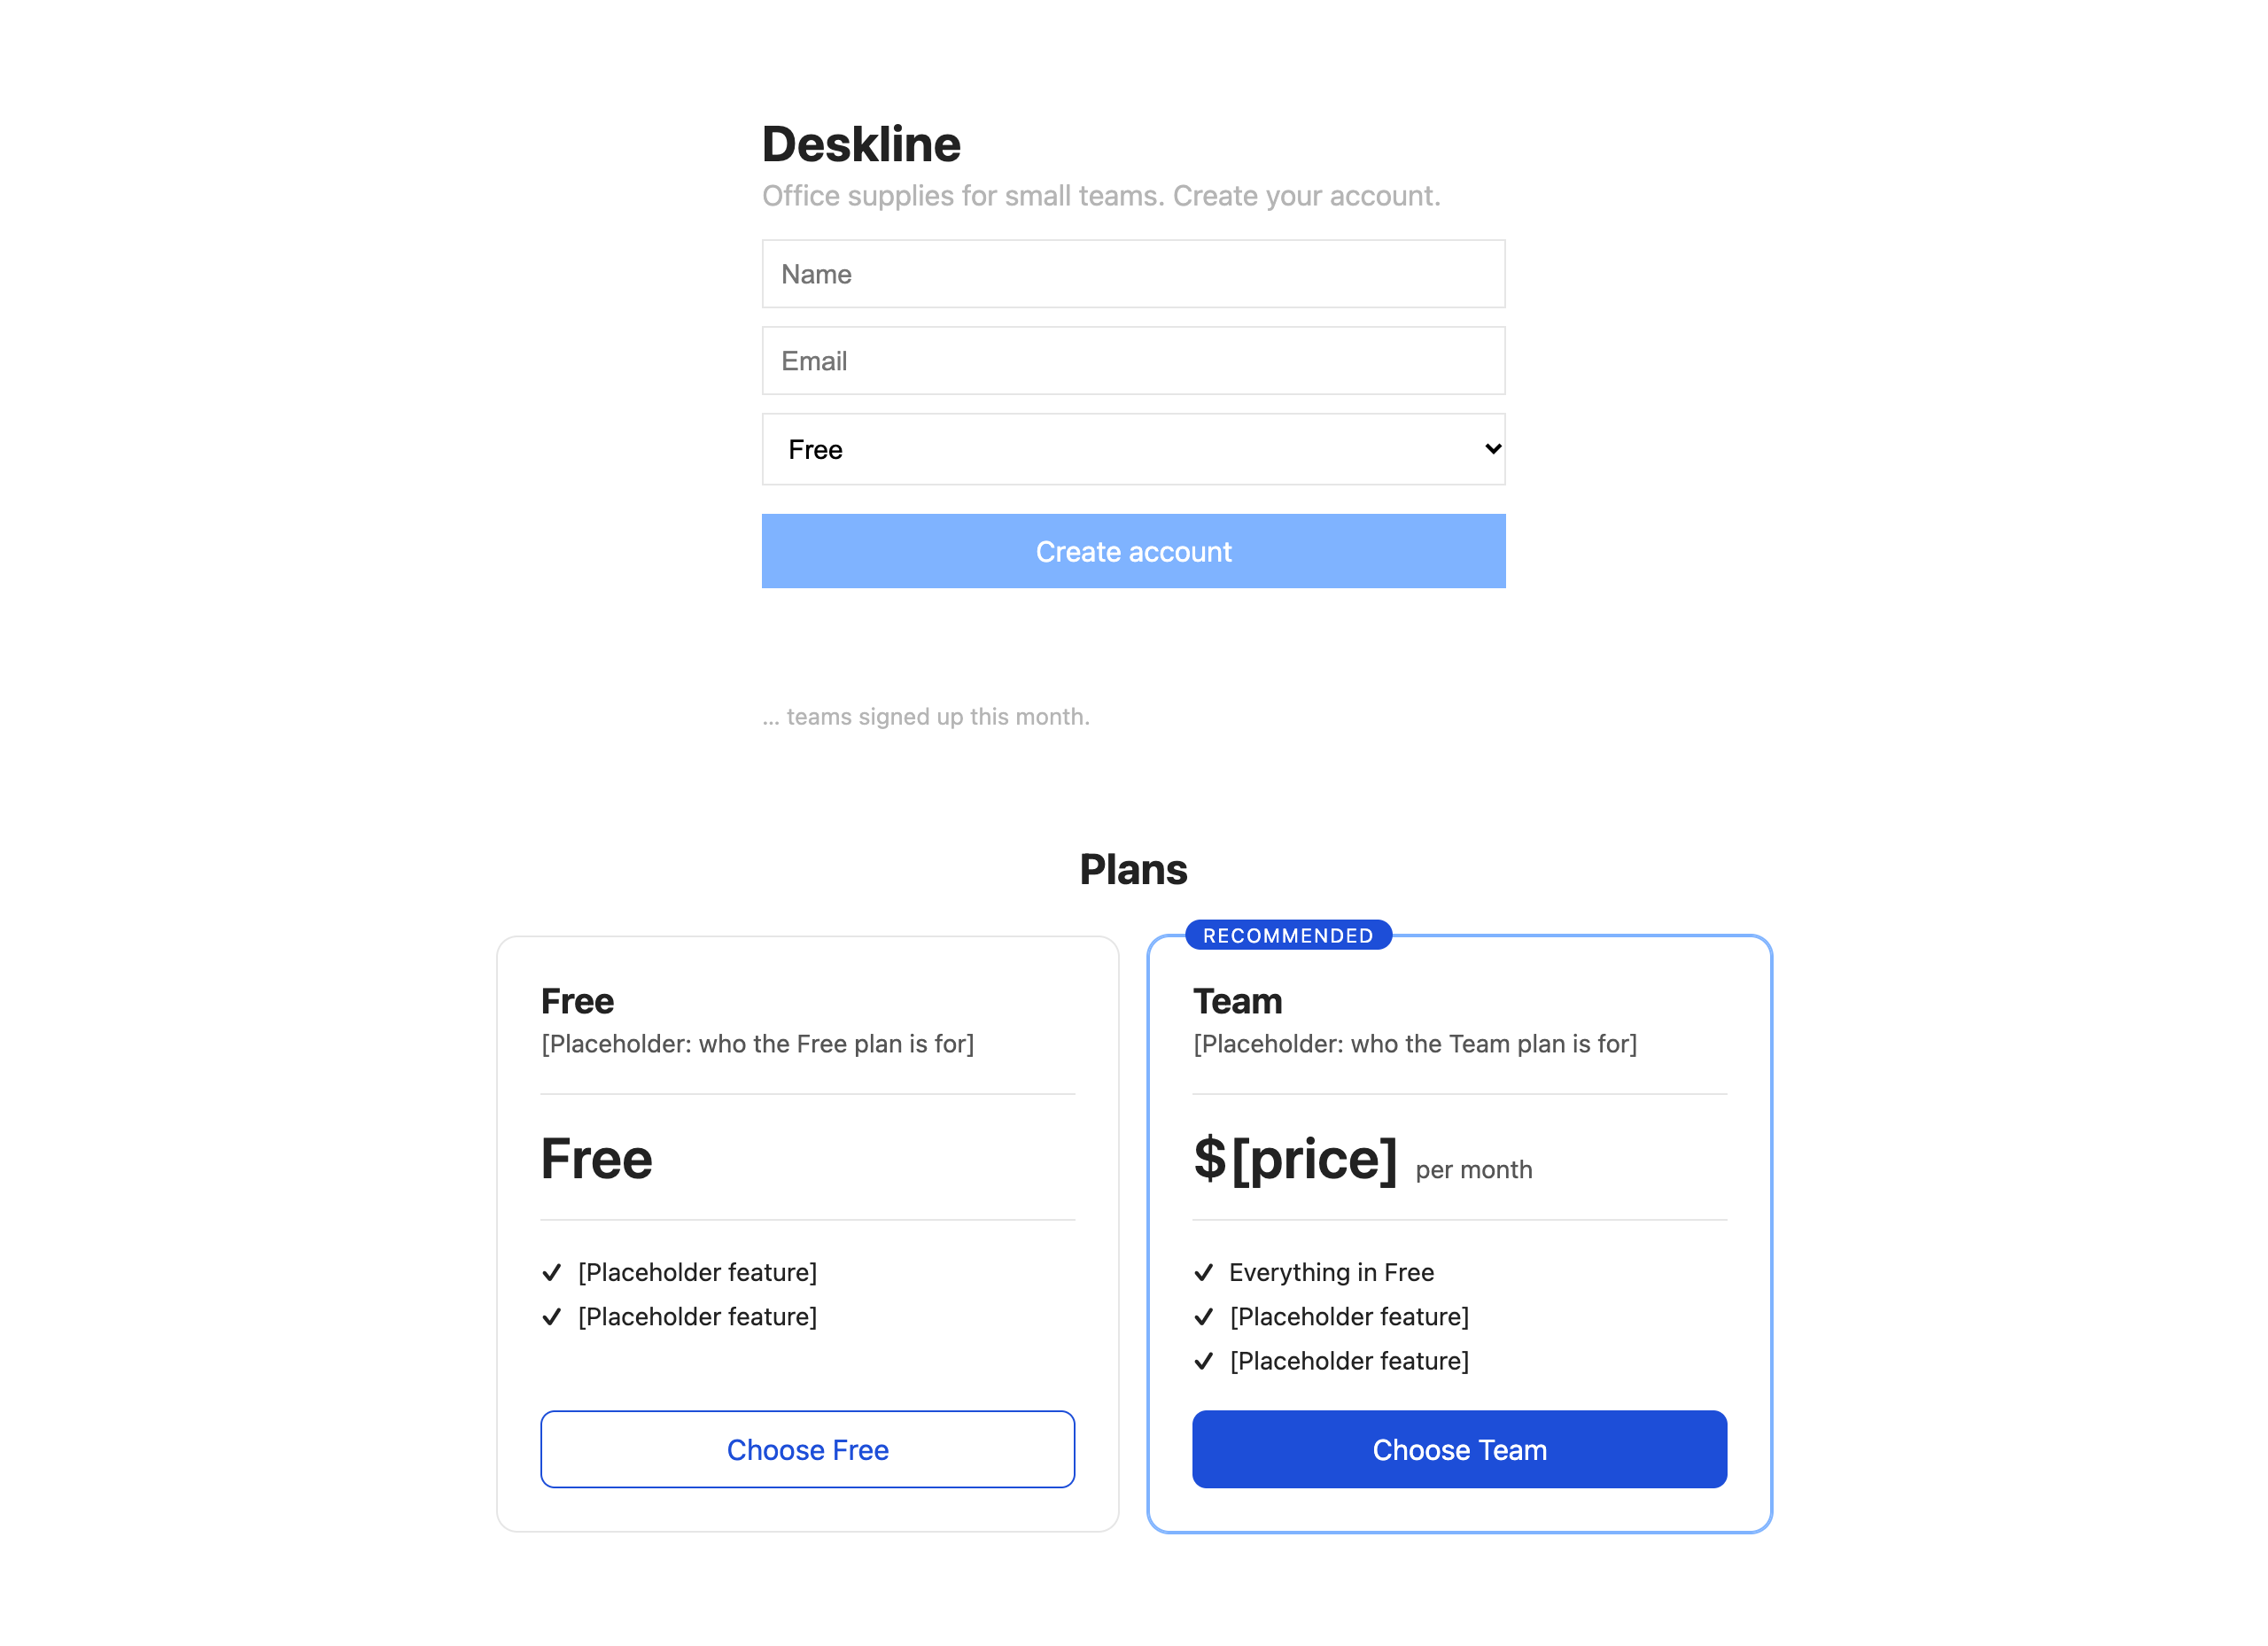 Deskline
Office supplies for small teams. Create your account.
Name
Email
Free
Create account
... teams signed up this month.
Plans
Free
[Placeholder: who the Free plan is for]
Free
[Placeholder feature]
[Placeholder feature]
Choose Free
RECOMMENDED
Team
[Placeholder: who the Team plan is for]
$[price] per month
Everything in Free
[Placeholder feature]
[Placeholder feature]
Choose Team